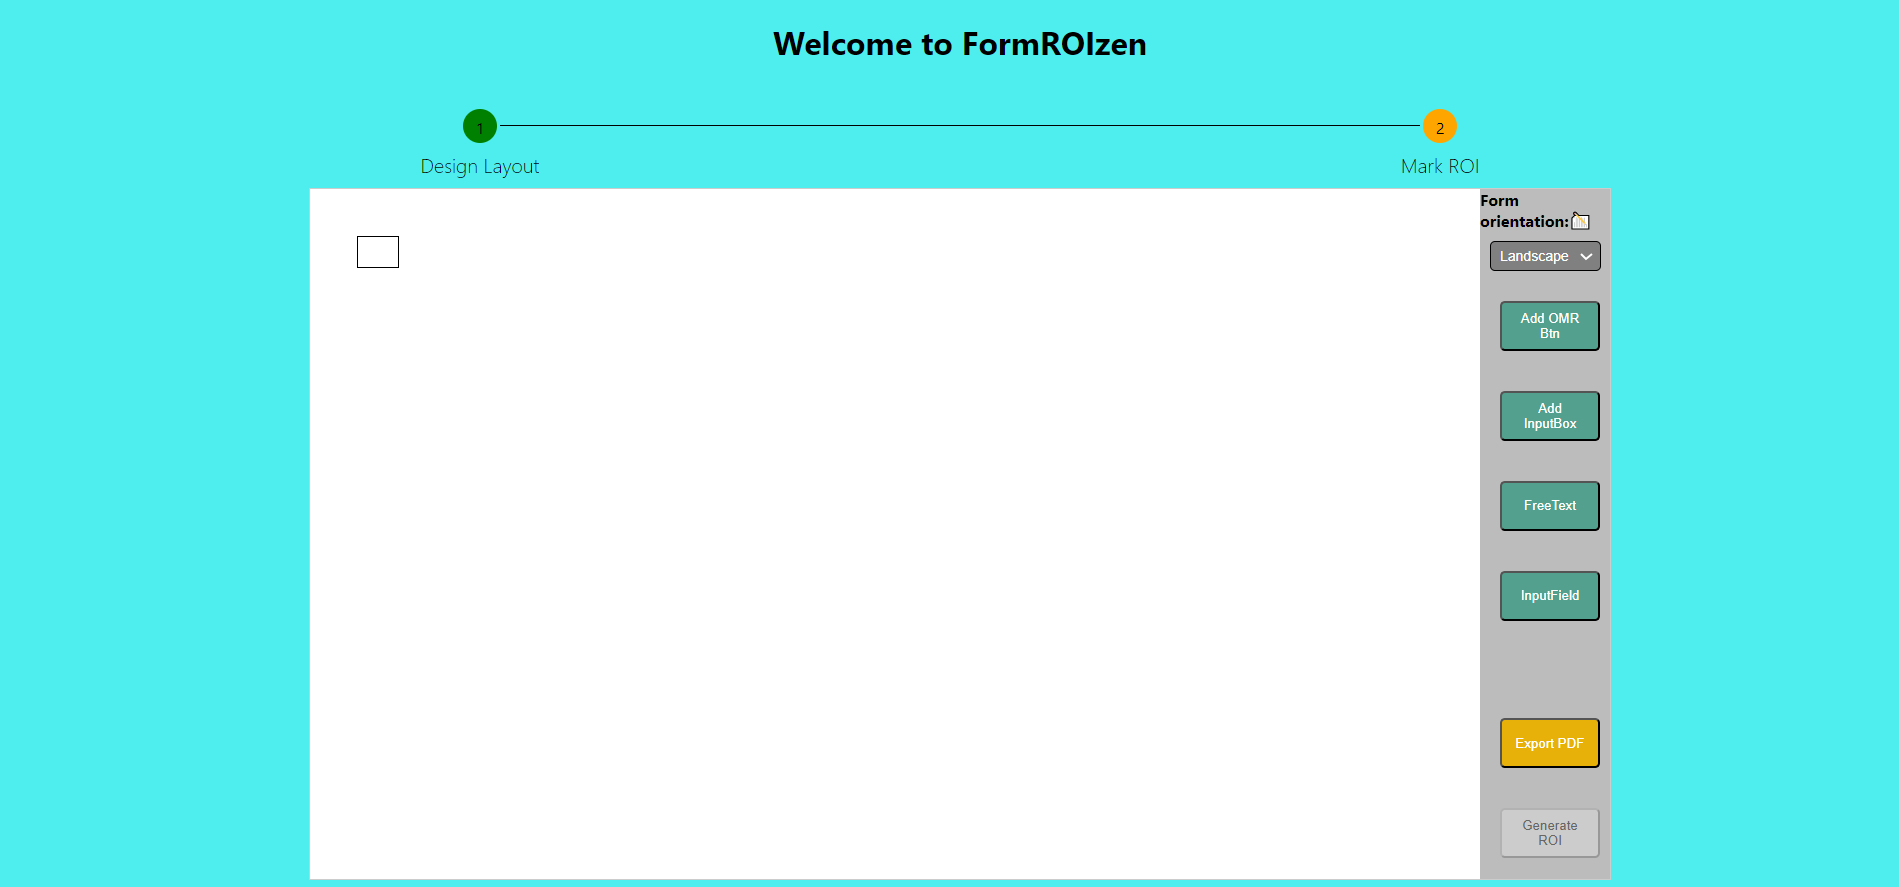 Welcome to FormROIzen
1
2
Design Layout
Mark ROI
Form
orientation:
Landscape
Add OMR
Btn
Add
InputBox
FreeText
InputField
Export PDF
Generate
ROI